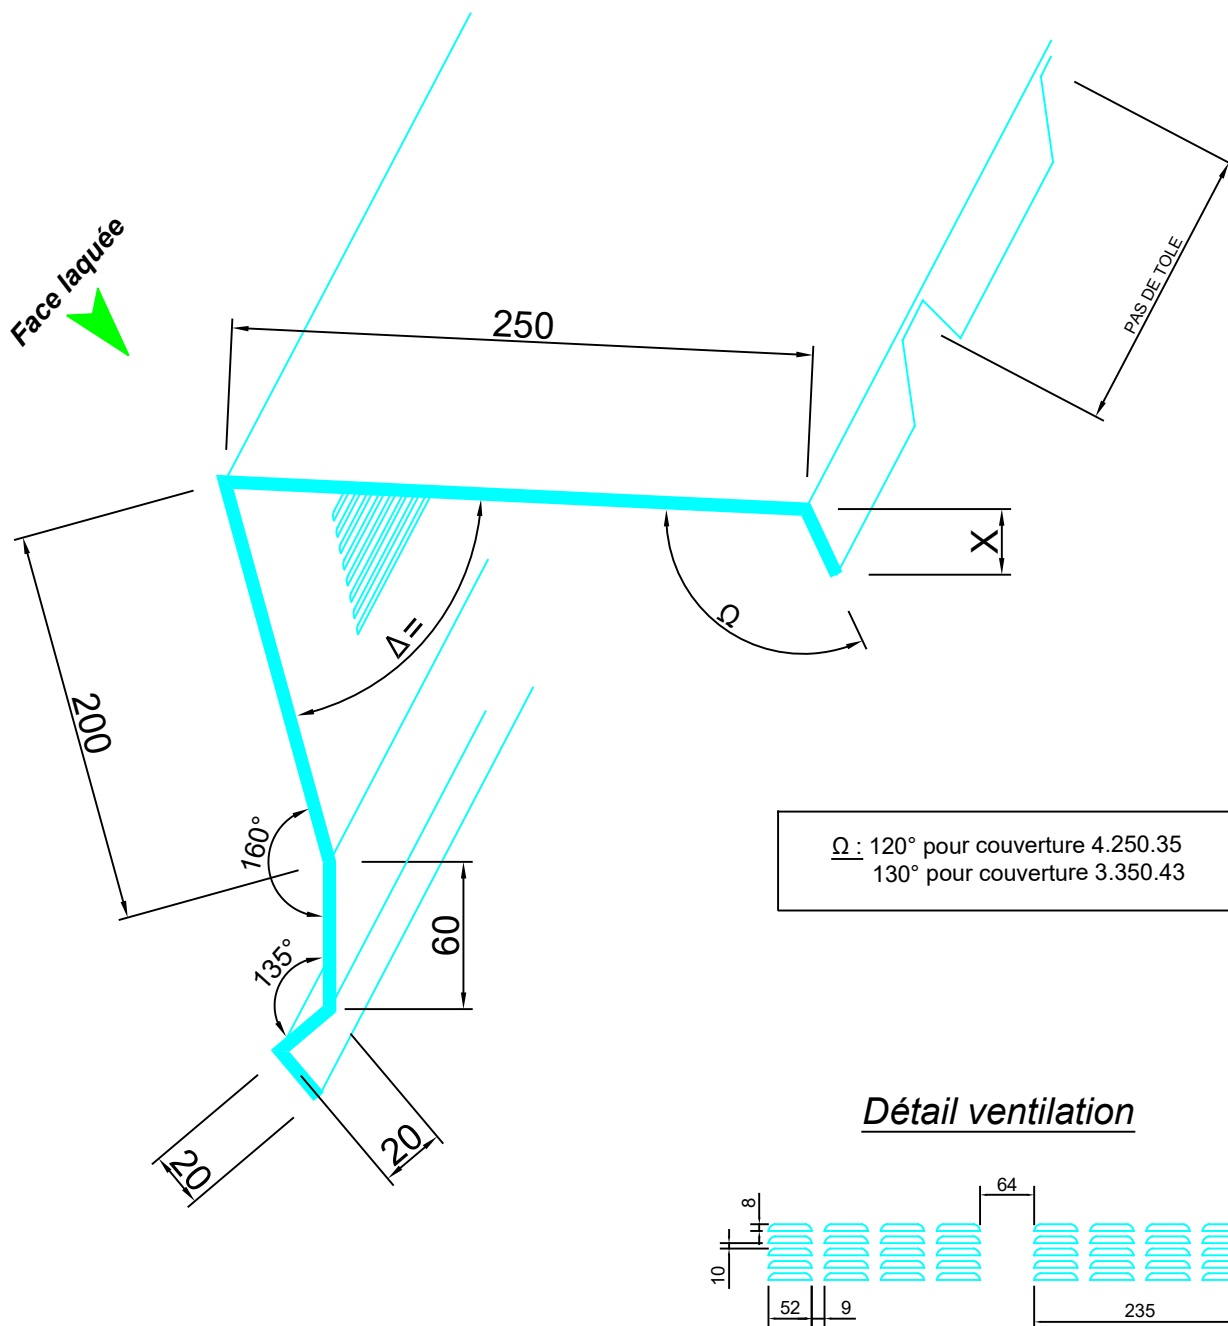 Face laquée
250
PAS DE TOLE
X
Ω
Δ=
200
160°
60
135°
Ω : 120° pour couverture 4.250.35
130° pour couverture 3.350.43
20
20
Détail ventilation
64
8
10
52
9
235